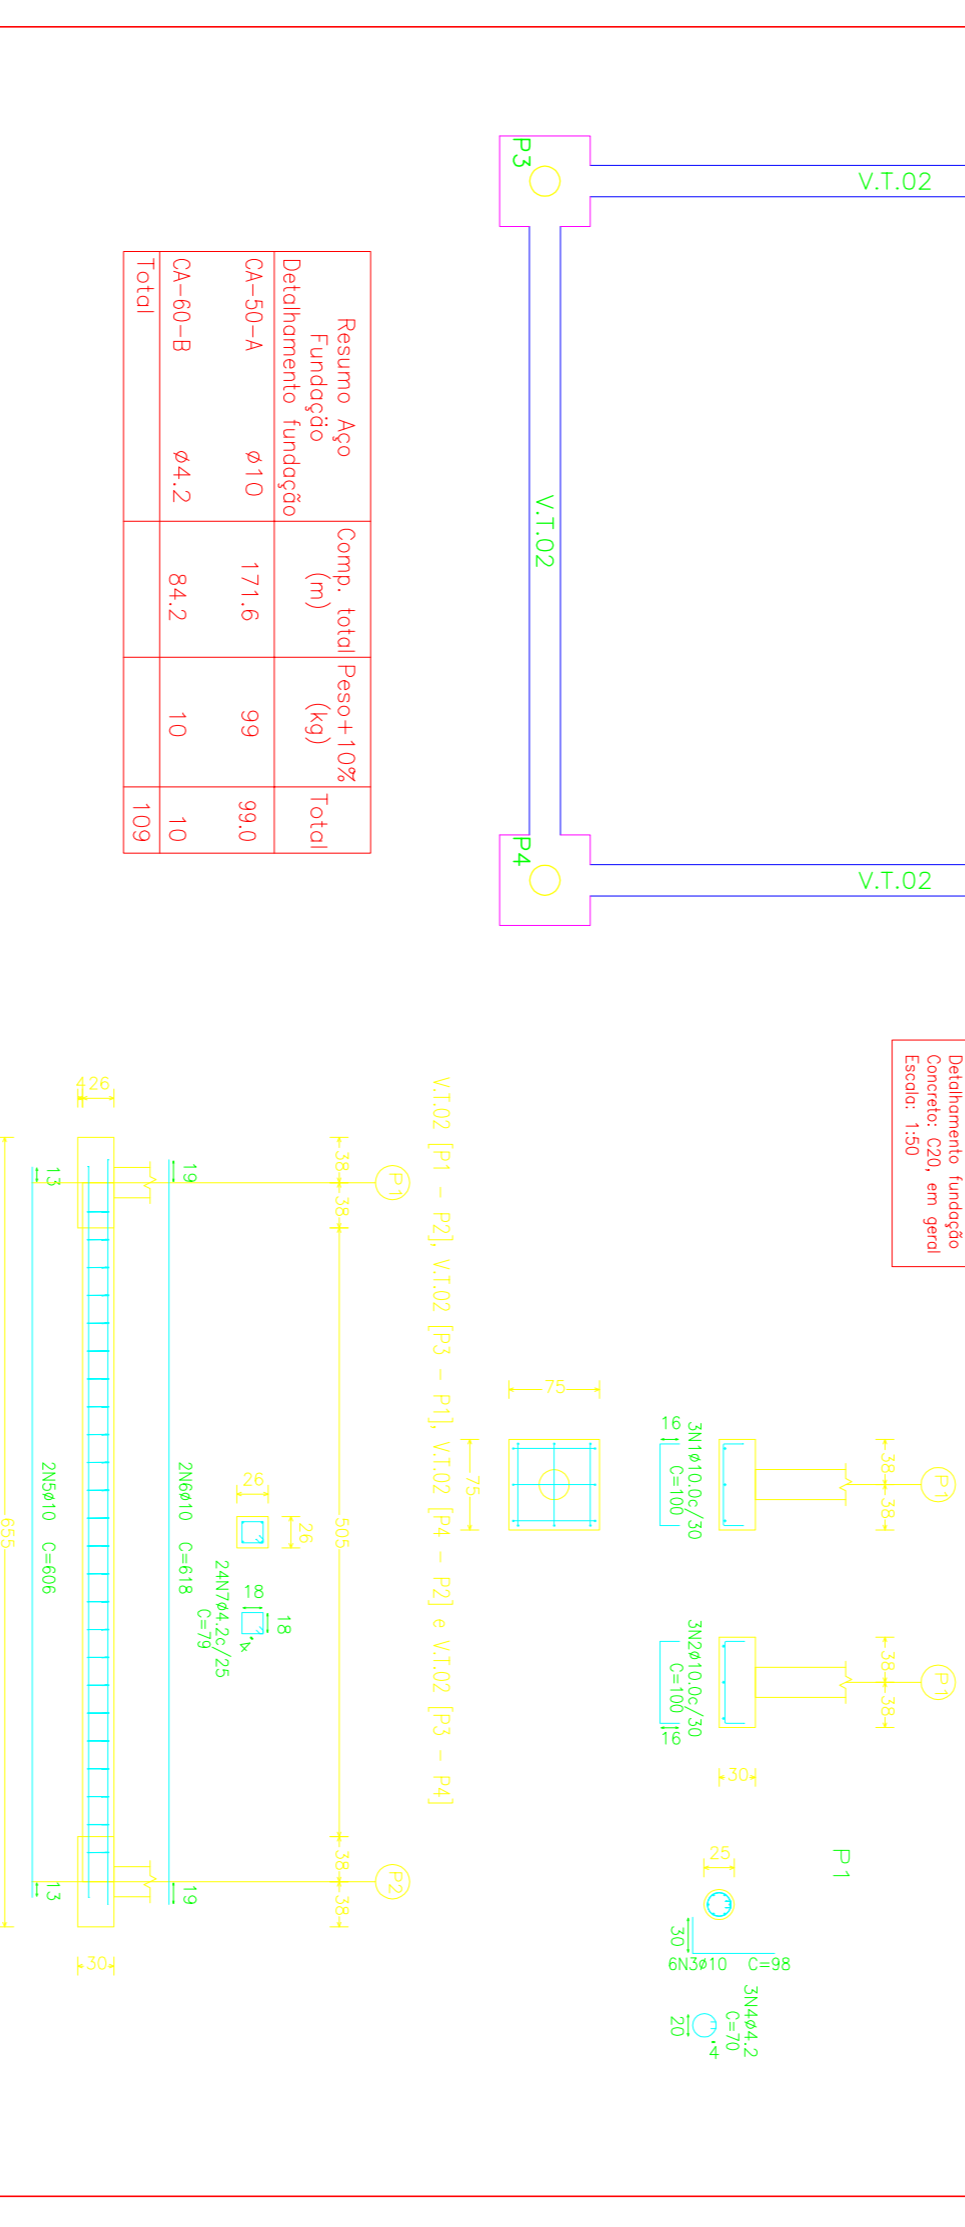 P3
V.T.02
V.T.02
P4
V.T.02
Resumo Aço
Fundação
Detalhamento fundação
Comp. total
(m)
Peso+10%
(kg)
Total
CA-50-A ø10 171.6 99 99.0
CA-60-B ø4.2 84.2 10 10
Total 109
Detalhamento fundação
Concreto: C20, em geral
Escala: 1:50
P1
38 38
3N1ø10.0c/30
C=100
16
75
75
P1
38 38
3N2ø10.0c/30
C=100
16
30
P1
25
30
6N3ø10 C=98
3N4ø4.2
C=70
20
4
V.T.02 [P1 - P2], V.T.02 [P3 - P1], V.T.02 [P4 - P2] e V.T.02 [P3 - P4]
P1
P2
38 38 505 38 38
26
26
18
18
4
24N7ø4.2c/25
C=79
19
2N6ø10 C=618
19
4 26
30
13
2N5ø10 C=606
13
655